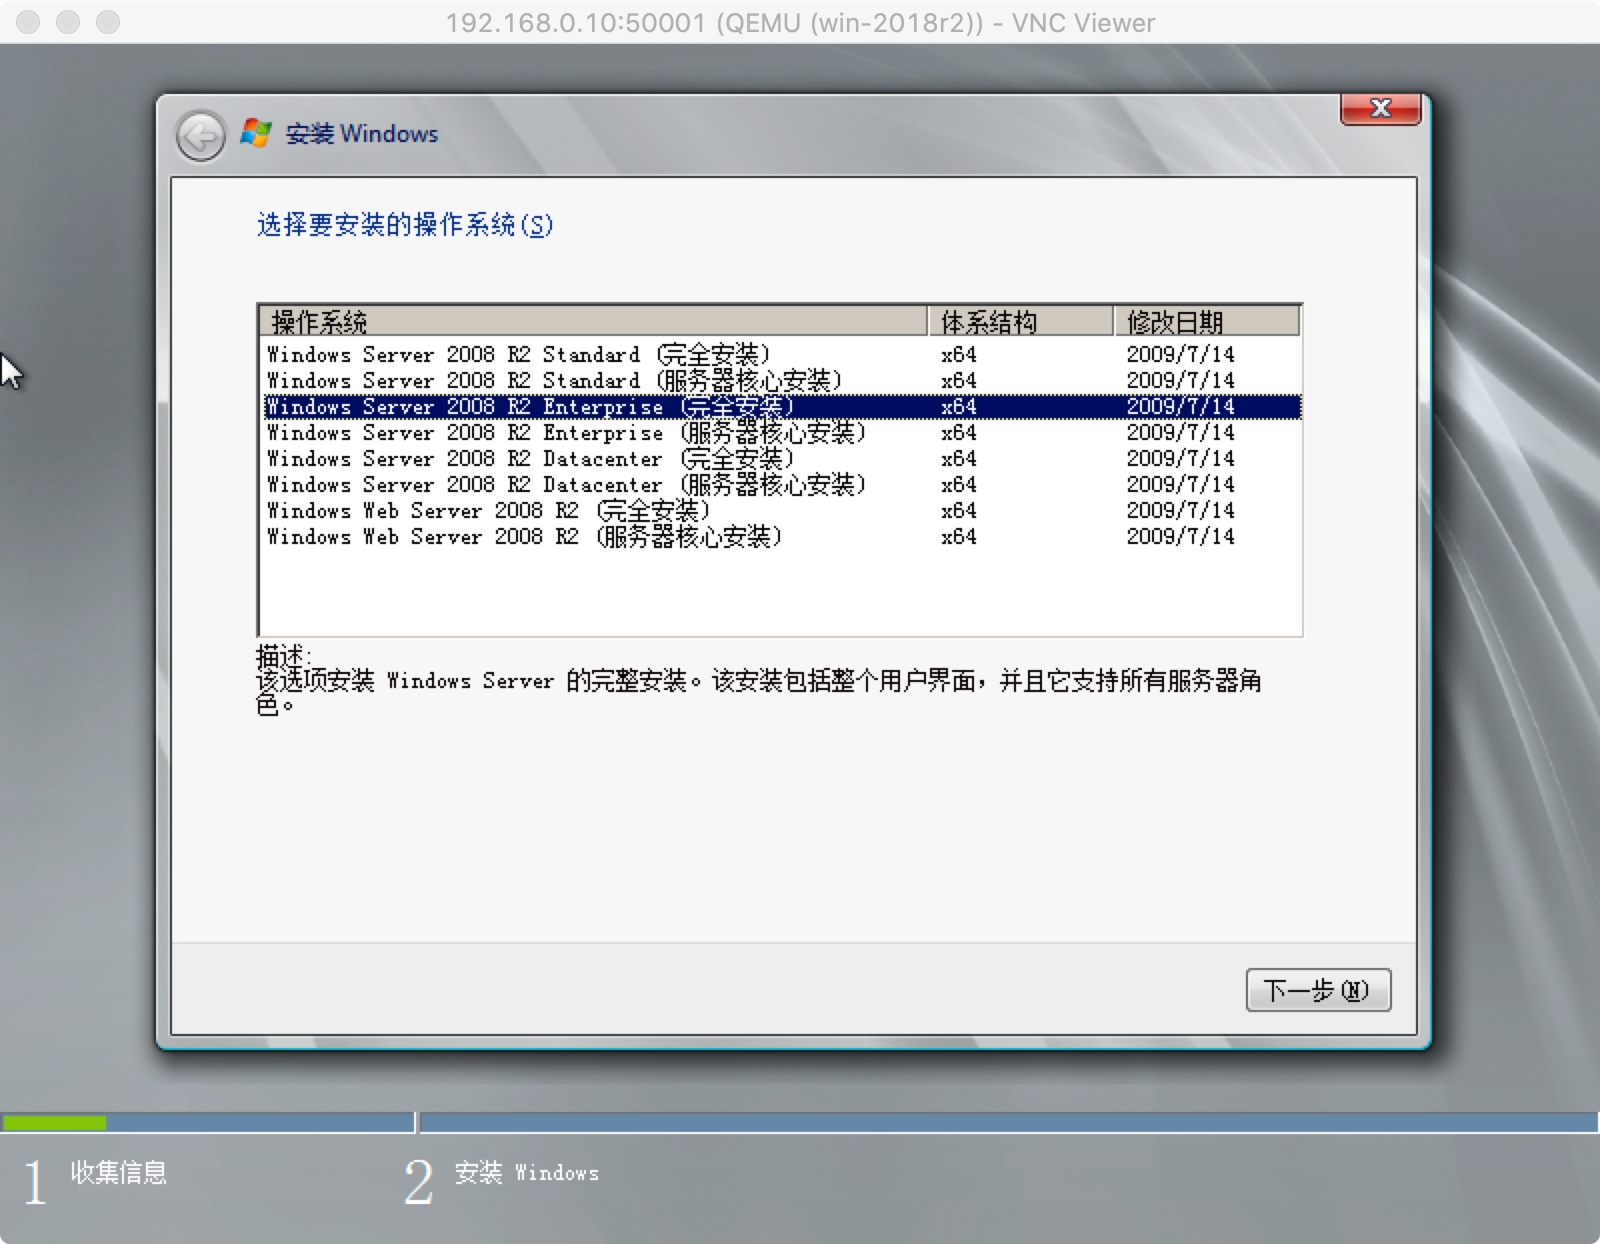 192.168.0.10:50001 (QEMU (win-2018r2)) - VNC Viewer
安装 Windows
选择要安装的操作系统(S)
操作系统 体系结构 修改日期
Windows Server 2008 R2 Standard (完全安装) x64 2009/7/14
Windows Server 2008 R2 Standard (服务器核心安装) x64 2009/7/14
Windows Server 2008 R2 Enterprise (完全安装) x64 2009/7/14
Windows Server 2008 R2 Enterprise (服务器核心安装) x64 2009/7/14
Windows Server 2008 R2 Datacenter (完全安装) x64 2009/7/14
Windows Server 2008 R2 Datacenter (服务器核心安装) x64 2009/7/14
Windows Web Server 2008 R2 (完全安装) x64 2009/7/14
Windows Web Server 2008 R2 (服务器核心安装) x64 2009/7/14
描述:
该选项安装 Windows Server 的完整安装。该安装包括整个用户界面，并且它支持所有服务器角
色。
下一步(N)
1 收集信息 2 安装 Windows